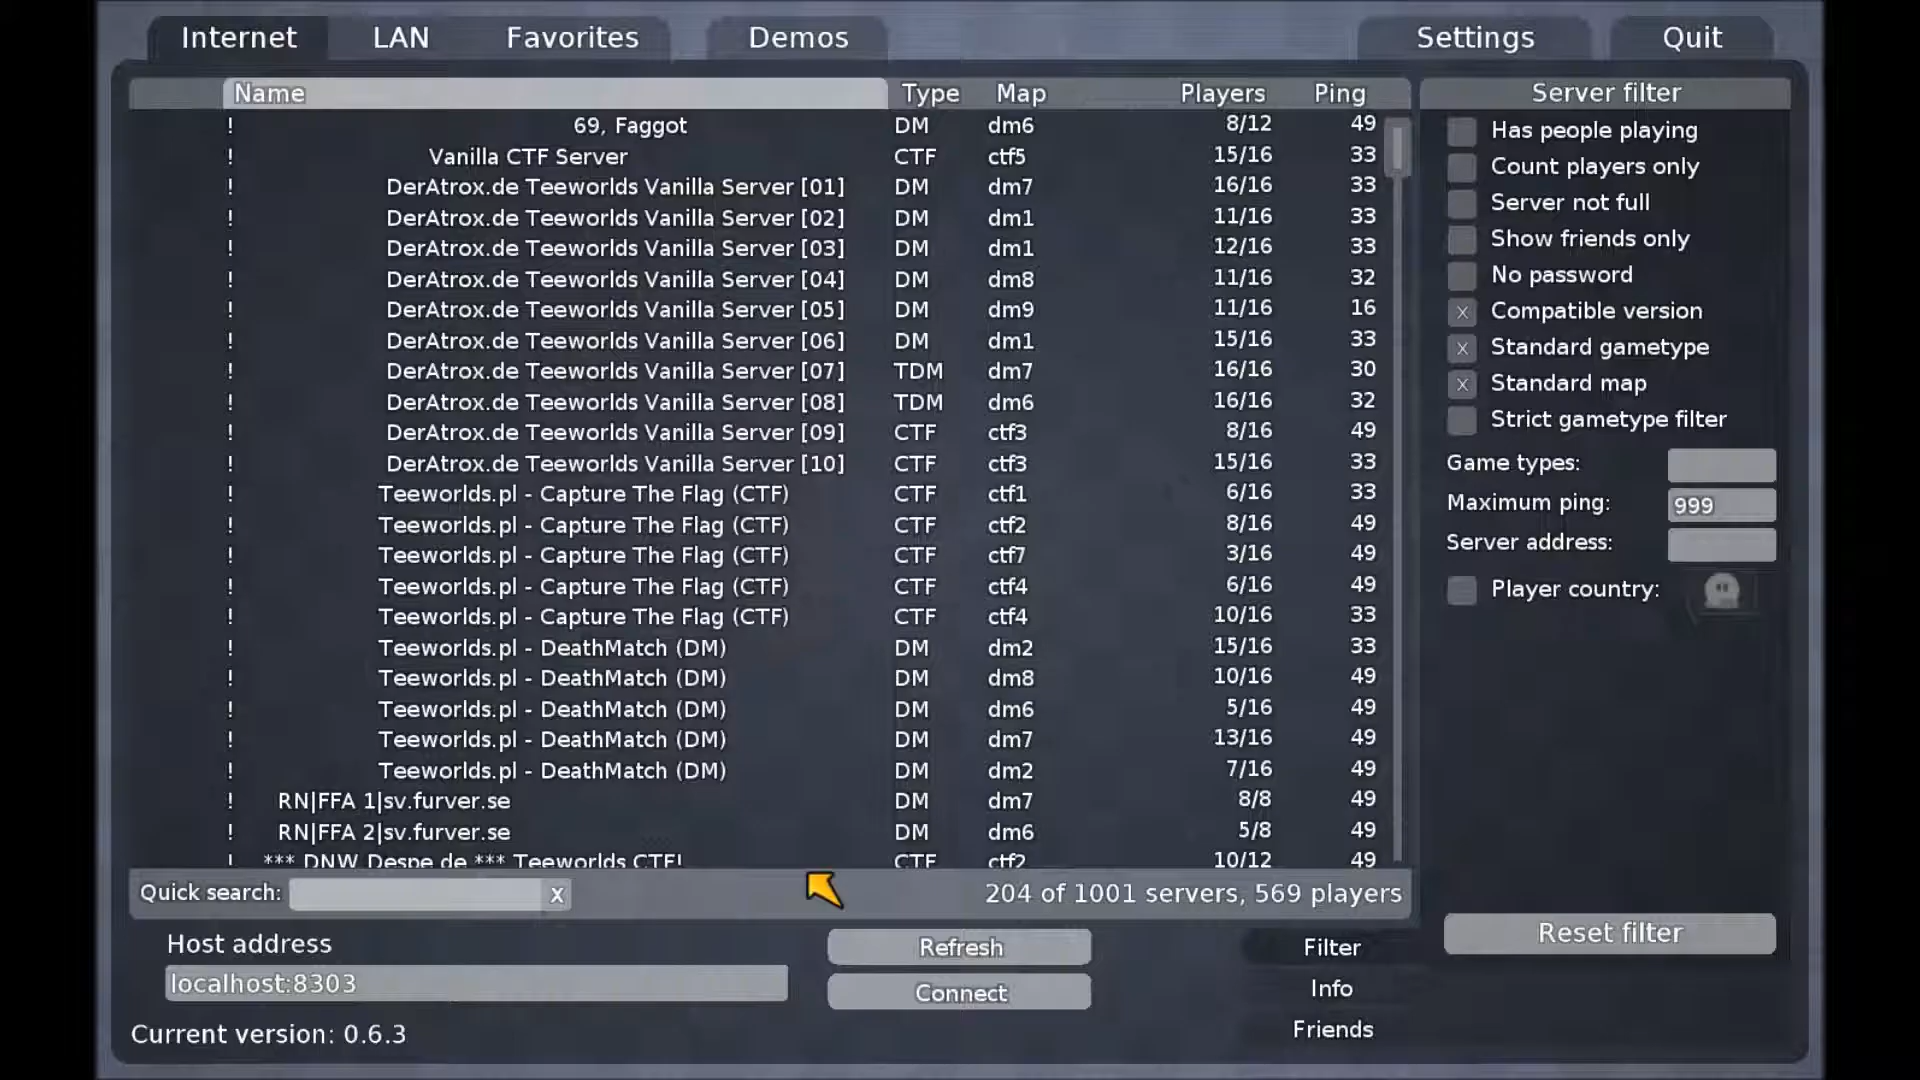 Internet LAN Favorites Demos Settings Quit
Name Type Map Players Ping Server filter
! 69, Faggot DM dm6 8/12 49
! Vanilla CTF Server CTF ctf5 15/16 33
! DerAtrox.de Teeworlds Vanilla Server [01] DM dm7 16/16 33
! DerAtrox.de Teeworlds Vanilla Server [02] DM dm1 11/16 33
! DerAtrox.de Teeworlds Vanilla Server [03] DM dm1 12/16 33
! DerAtrox.de Teeworlds Vanilla Server [04] DM dm8 11/16 32
! DerAtrox.de Teeworlds Vanilla Server [05] DM dm9 11/16 16
! DerAtrox.de Teeworlds Vanilla Server [06] DM dm1 15/16 33
! DerAtrox.de Teeworlds Vanilla Server [07] TDM dm7 16/16 30
! DerAtrox.de Teeworlds Vanilla Server [08] TDM dm6 16/16 32
! DerAtrox.de Teeworlds Vanilla Server [09] CTF ctf3 8/16 49
! DerAtrox.de Teeworlds Vanilla Server [10] CTF ctf3 15/16 33
! Teeworlds.pl - Capture The Flag (CTF) CTF ctf1 6/16 33
! Teeworlds.pl - Capture The Flag (CTF) CTF ctf2 8/16 49
! Teeworlds.pl - Capture The Flag (CTF) CTF ctf7 3/16 49
! Teeworlds.pl - Capture The Flag (CTF) CTF ctf4 6/16 49
! Teeworlds.pl - Capture The Flag (CTF) CTF ctf4 10/16 33
! Teeworlds.pl - DeathMatch (DM) DM dm2 15/16 33
! Teeworlds.pl - DeathMatch (DM) DM dm8 10/16 49
! Teeworlds.pl - DeathMatch (DM) DM dm6 5/16 49
! Teeworlds.pl - DeathMatch (DM) DM dm7 13/16 49
! Teeworlds.pl - DeathMatch (DM) DM dm2 7/16 49
! RN|FFA 1|sv.furver.se DM dm7 8/8 49
! RN|FFA 2|sv.furver.se DM dm6 5/8 49
! *** DNW Despe de *** Teeworlds CTF! CTF ctf2 10/12 49
Has people playing
Count players only
Server not full
Show friends only
No password
x Compatible version
x Standard gametype
x Standard map
Strict gametype filter
Game types:
Maximum ping: 999
Server address:
Player country:
Reset filter
Quick search: x 204 of 1001 servers, 569 players
Host address
localhost:8303
Current version: 0.6.3
Refresh
Connect
Filter
Info
Friends